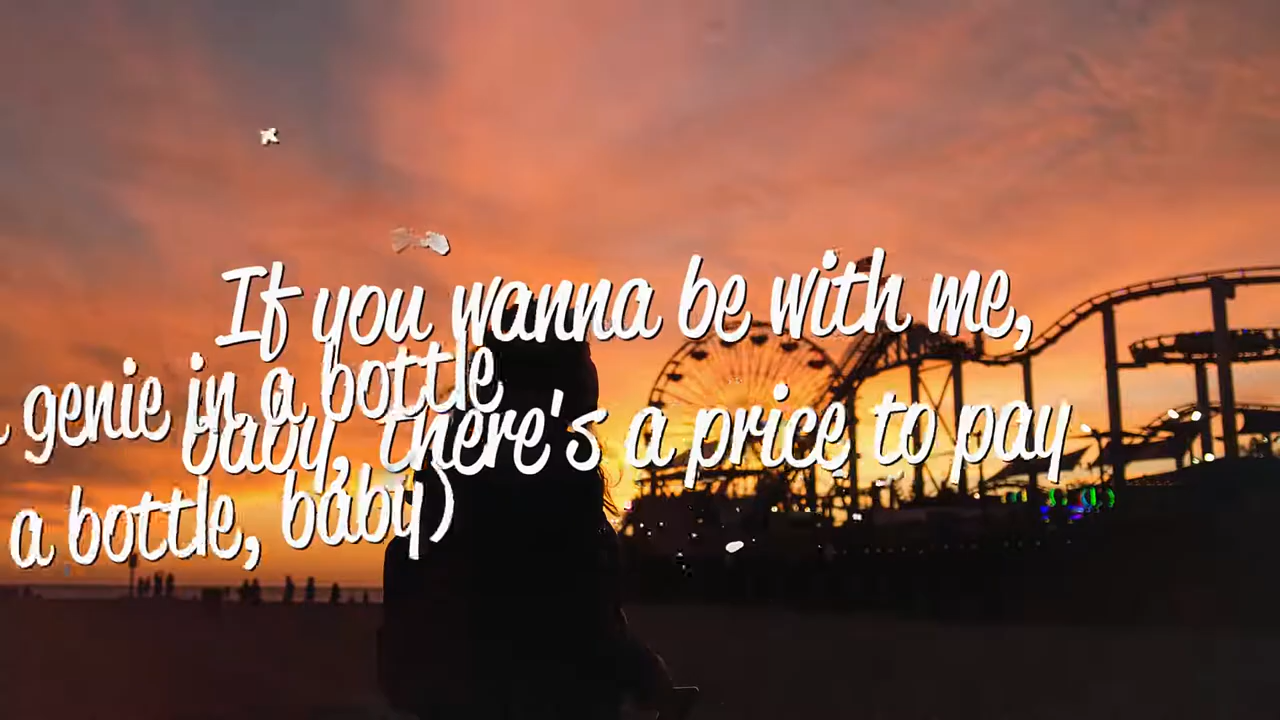 If you wanna be with me,
genie in a bottle
baby, there's a price to pay
a bottle, baby)